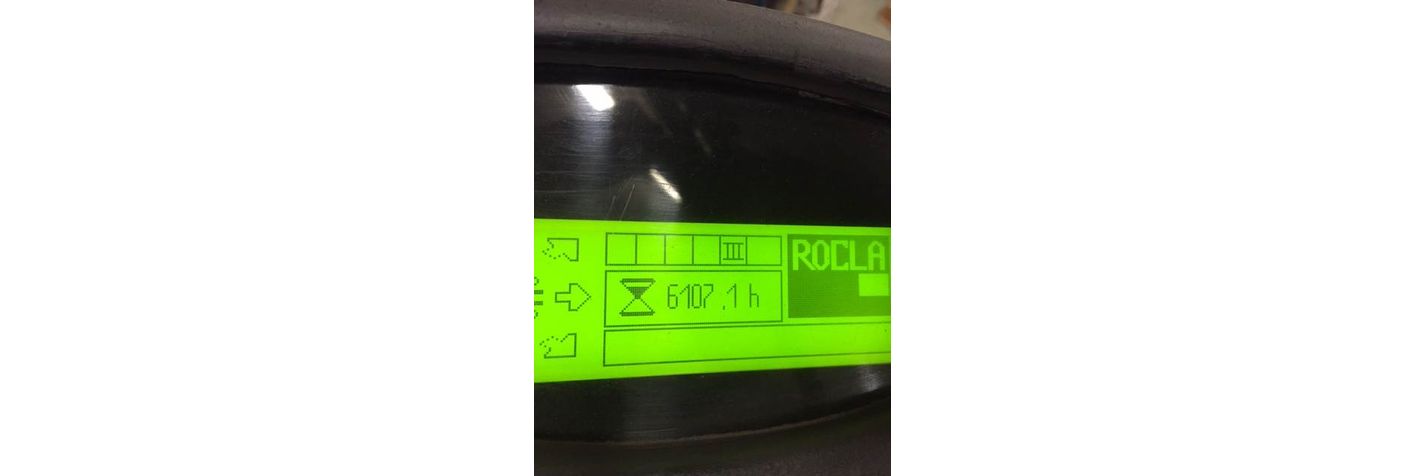 III
ROCLA
6107,1 h